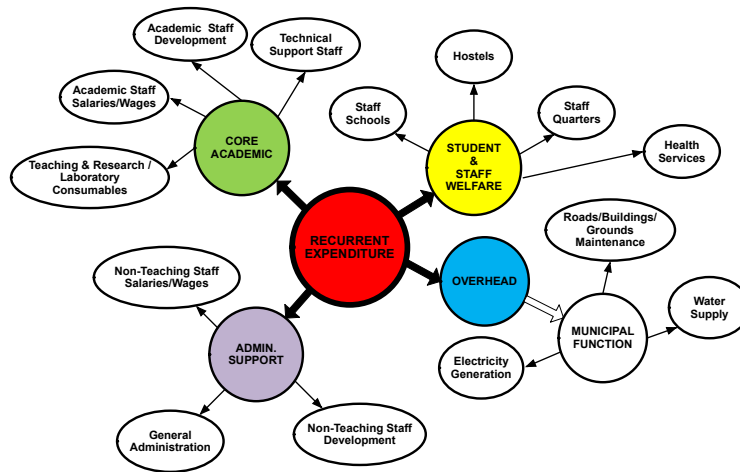 Academic Staff
Development
Technical
Support Staff
Academic Staff
Salaries/Wages
CORE
ACADEMIC
Teaching & Research /
Laboratory
Consumables
Hostels
Staff
Schools
Staff
Quarters
STUDENT
&
STAFF
WELFARE
Health
Services
RECURRENT
EXPENDITURE
Roads/Buildings/
Grounds
Maintenance
OVERHEAD
Water
Supply
MUNICIPAL
FUNCTION
Electricity
Generation
Non-Teaching Staff
Salaries/Wages
ADMIN.
SUPPORT
General
Administration
Non-Teaching Staff
Development